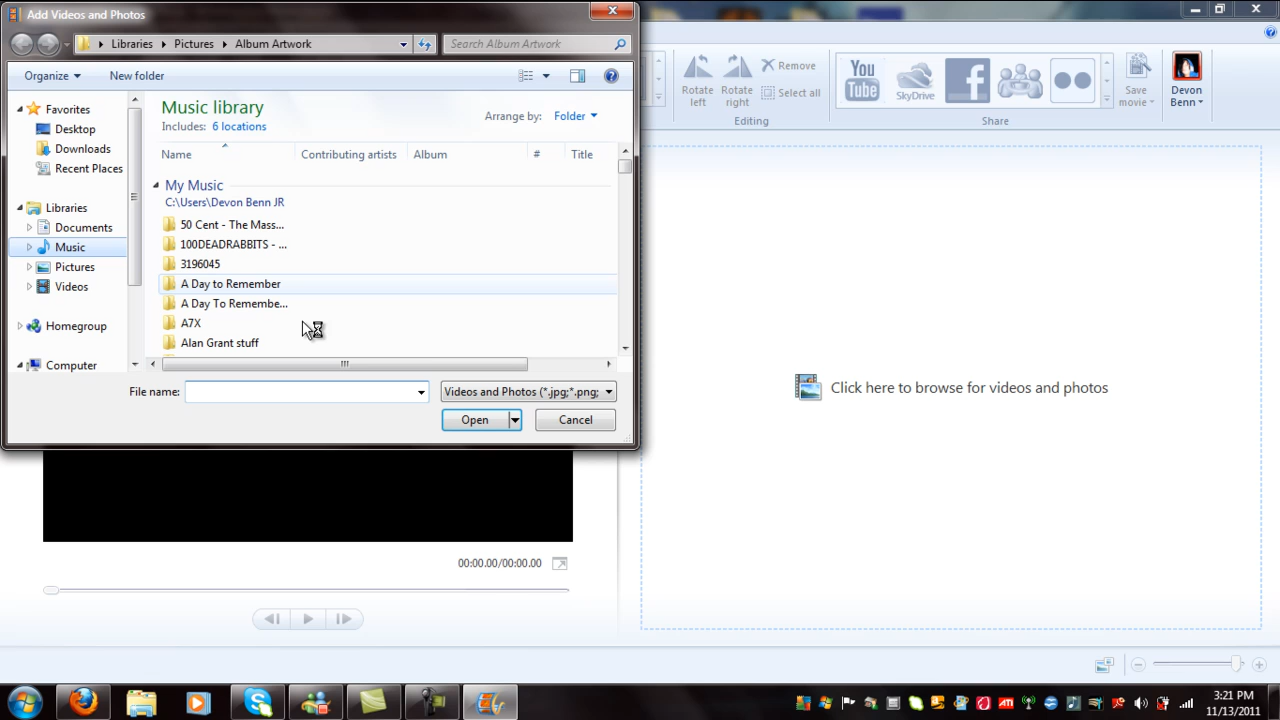 Add Videos and Photos
Libraries Pictures Album Artwork
Search Album Artwork
Organize New folder
Favorites
Desktop
Downloads
Recent Places
Libraries
Documents
Music
Pictures
Videos
Homegroup
Computer
Music library
Includes: 6 locations
Arrange by: Folder
Name Contributing artists Album # Title
My Music
C:\Users\Devon Benn JR
50 Cent - The Mass...
100DEADRABBITS - ...
3196045
A Day to Remember
A Day To Remembe...
A7X
Alan Grant stuff
File name:
Videos and Photos (*.jpg;*.png;
Open Cancel
Rotate left
Rotate right
Remove
Select all
Editing
You Tube
SkyDrive
Share
Save movie
Devon Benn
Click here to browse for videos and photos
00:00.00/00:00.00
3:21 PM
11/13/2011